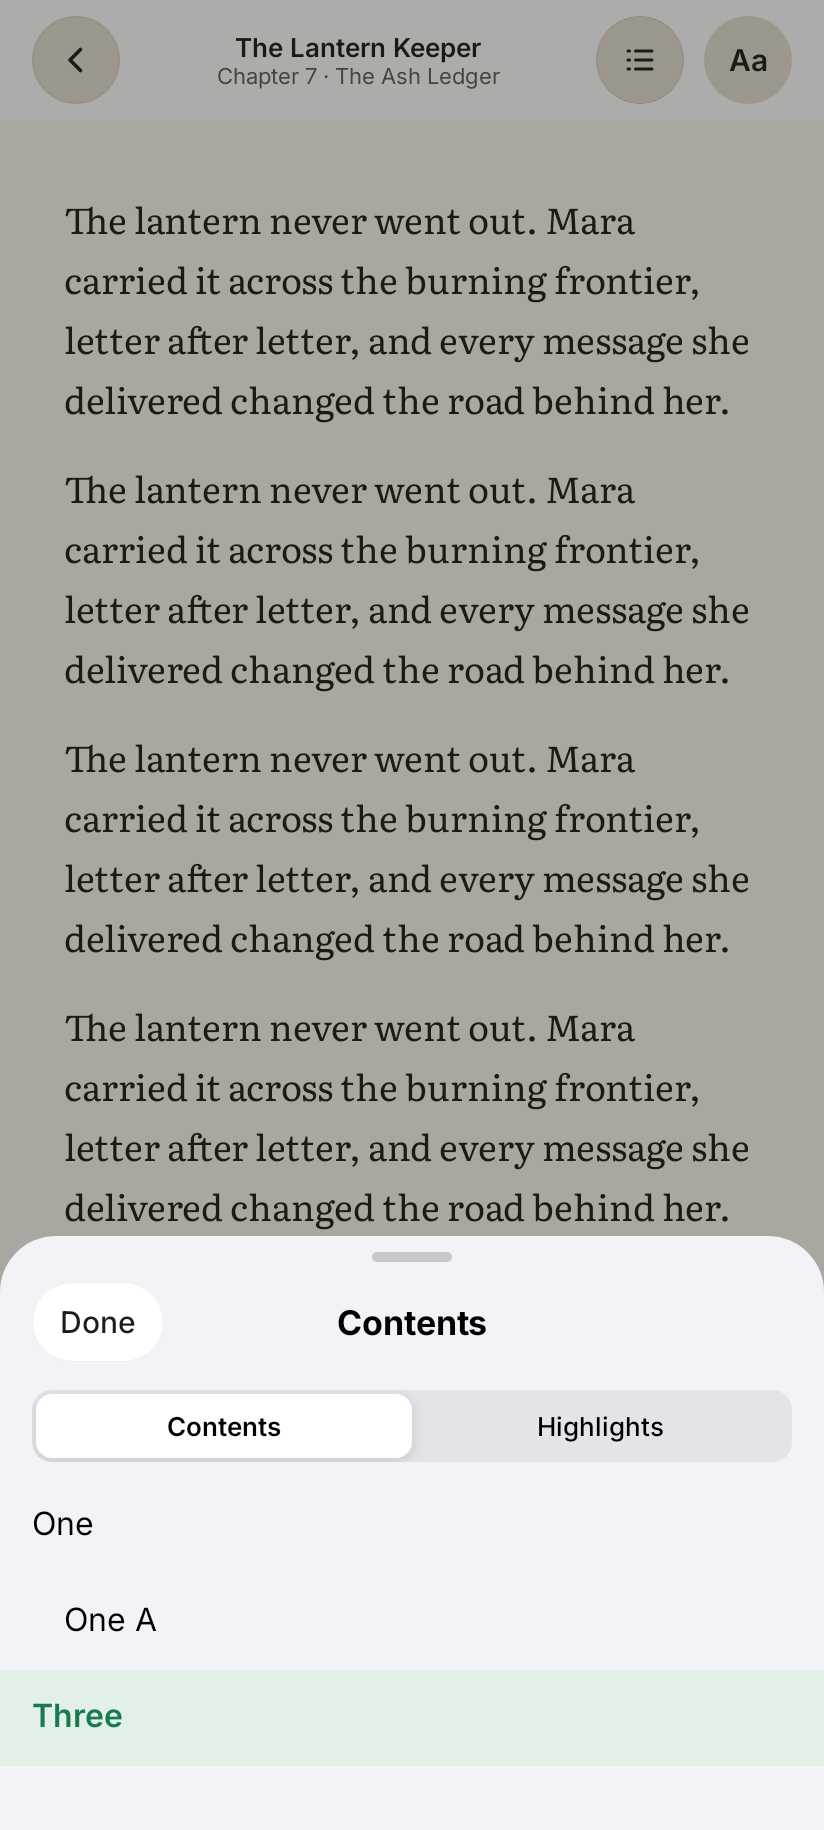 The Lantern Keeper
Chapter 7 · The Ash Ledger
Aa
The lantern never went out. Mara
carried it across the burning frontier,
letter after letter, and every message she
delivered changed the road behind her.
The lantern never went out. Mara
carried it across the burning frontier,
letter after letter, and every message she
delivered changed the road behind her.
The lantern never went out. Mara
carried it across the burning frontier,
letter after letter, and every message she
delivered changed the road behind her.
The lantern never went out. Mara
carried it across the burning frontier,
letter after letter, and every message she
delivered changed the road behind her.
Done
Contents
Contents
Highlights
One
One A
Three